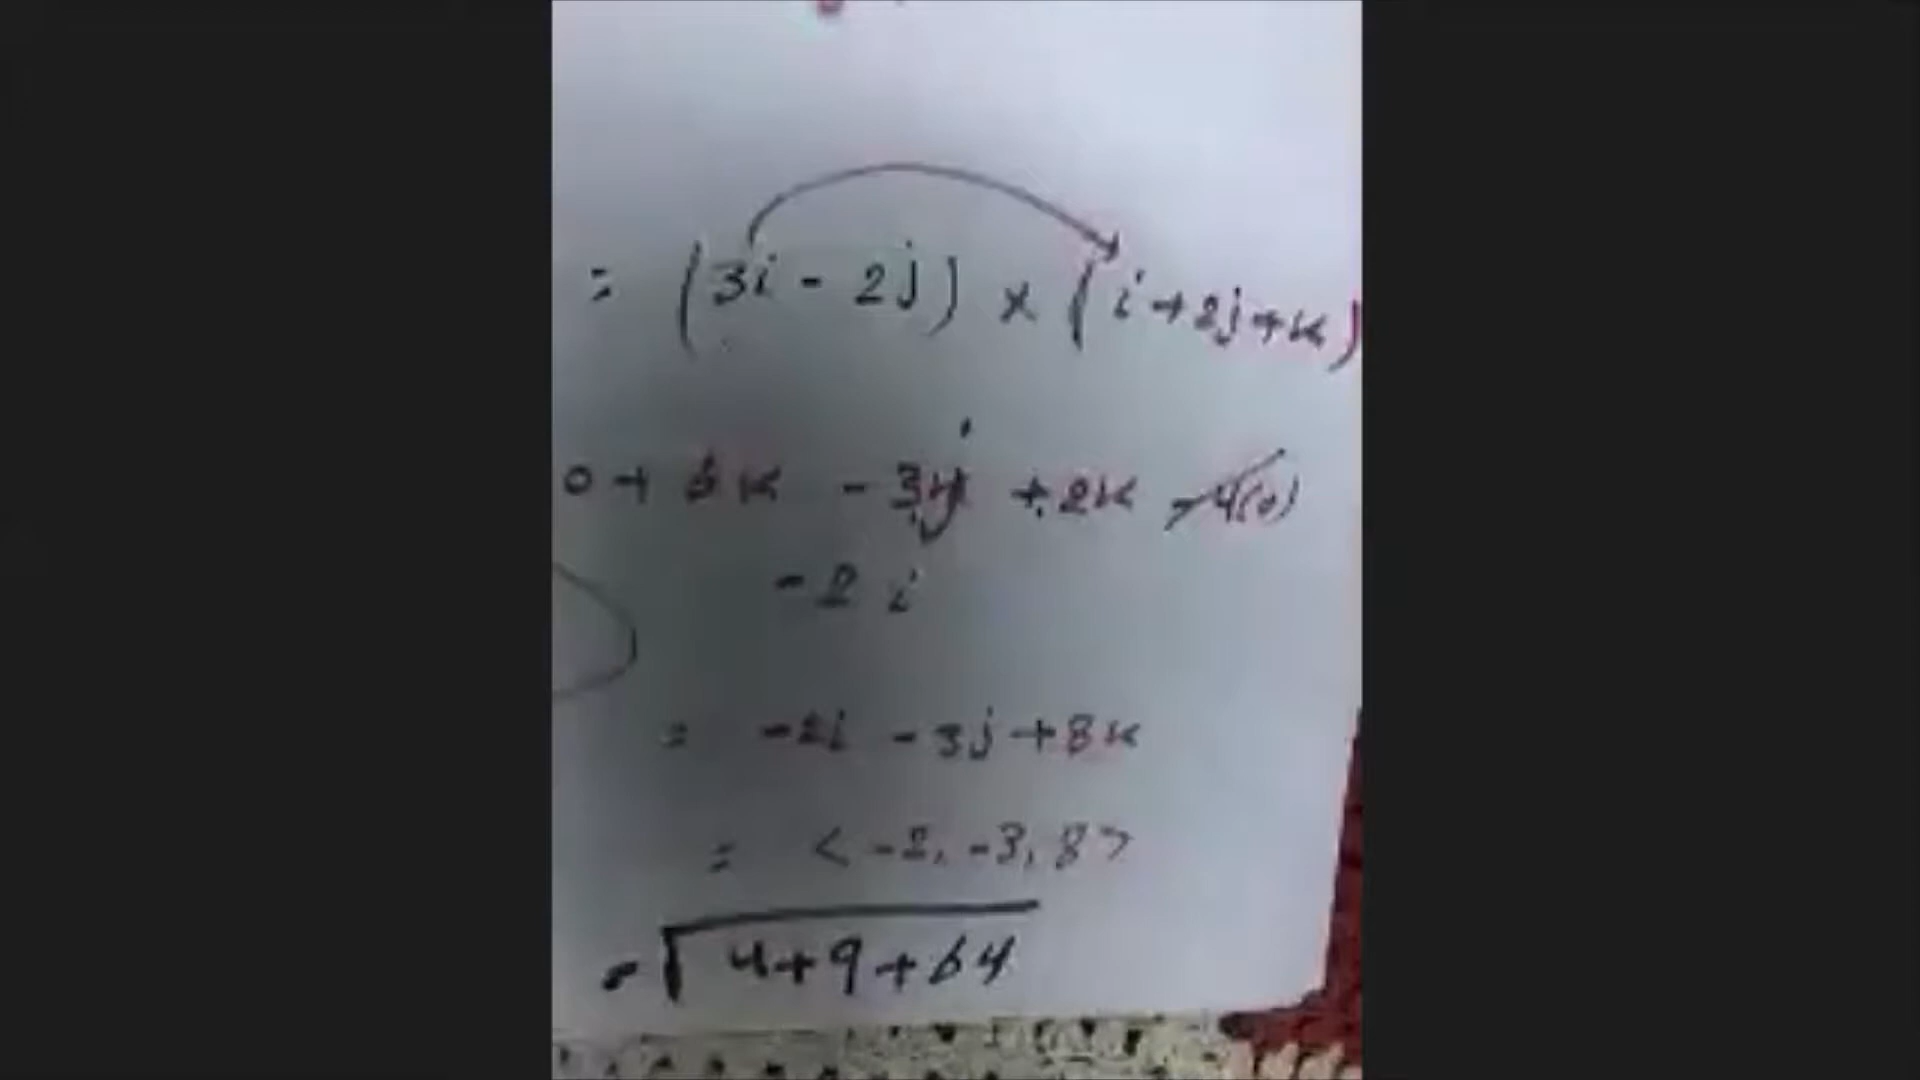 = (3i - 2j) × (i + 2j + k)
0 + 6k - 3j + 2k - 4(0)
- 2i
= -2i - 3j + 8k
= < -2, -3, 8 >
= √4+9+64